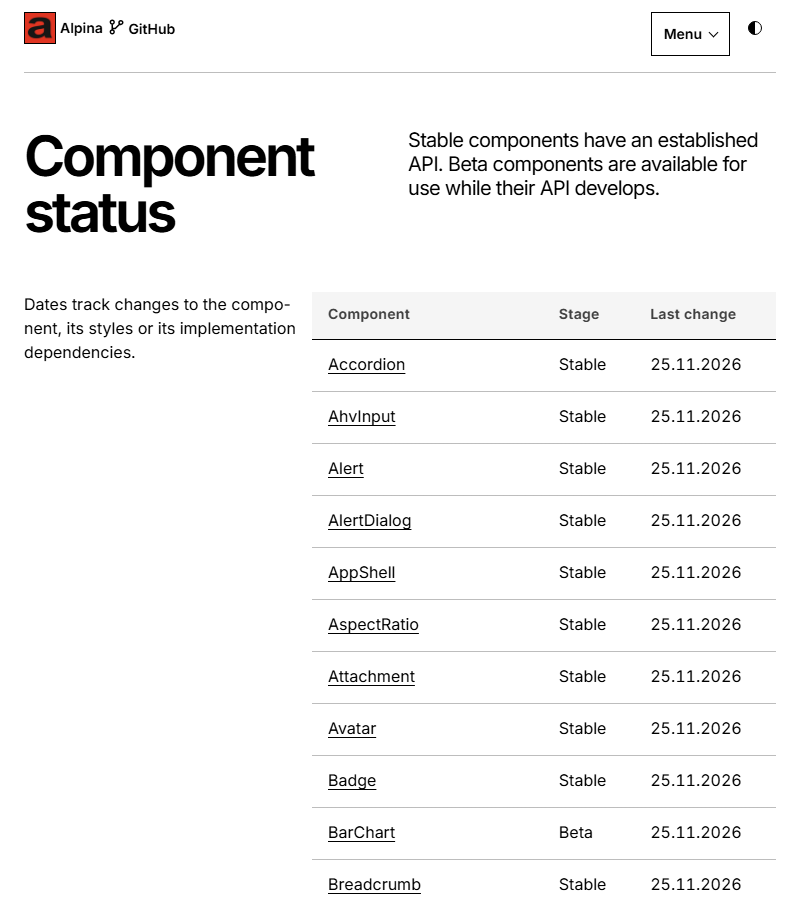 a Alpina GitHub Menu
Component
status
Stable components have an established
API. Beta components are available for
use while their API develops.
Dates track changes to the compo-
nent, its styles or its implementation
dependencies.
Component Stage Last change
Accordion Stable 25.11.2026
AhvInput Stable 25.11.2026
Alert Stable 25.11.2026
AlertDialog Stable 25.11.2026
AppShell Stable 25.11.2026
AspectRatio Stable 25.11.2026
Attachment Stable 25.11.2026
Avatar Stable 25.11.2026
Badge Stable 25.11.2026
BarChart Beta 25.11.2026
Breadcrumb Stable 25.11.2026